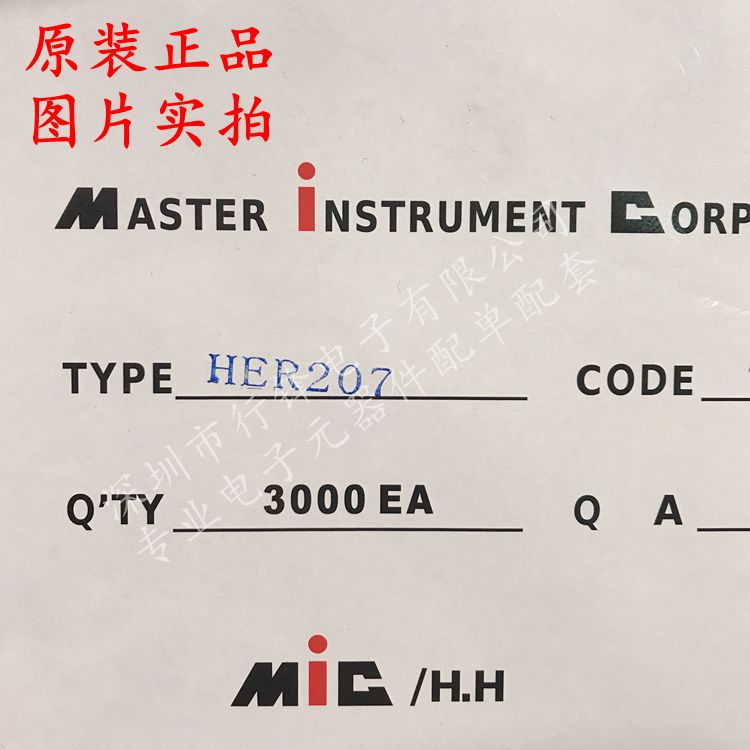 原装正品
图片实拍
MASTER iNSTRUMENT CORP
TYPE HER207 CODE
Q'TY 3000 EA Q A
深圳市行锋电子有限公司
专业电子元器件配单配套
MiC /H.H